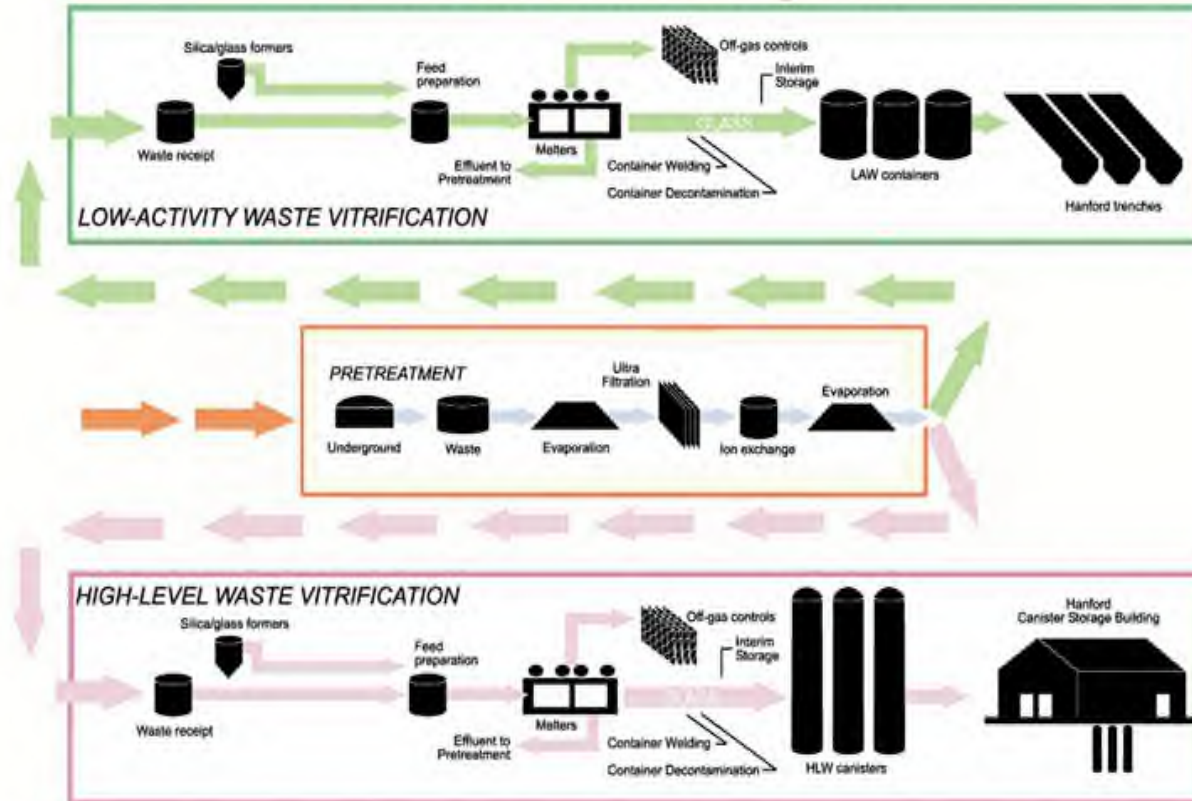 Silica/glass formers
Feed
preparation
Off-gas controls
Interim
Storage
GLASS
Waste receipt
Melters
Effluent to
Pretreatment
Container Welding
Container Decontamination
LAW containers
Hanford trenches
LOW-ACTIVITY WASTE VITRIFICATION
PRETREATMENT
Ultra
Filtration
Evaporation
Underground
Waste
Evaporation
Ion exchange
HIGH-LEVEL WASTE VITRIFICATION
Silica/glass formers
Feed
preparation
Off-gas controls
Interim
Storage
Hanford
Canister Storage Building
Waste receipt
Melters
Effluent to
Pretreatment
Container Welding
Container Decontamination
HLW canisters